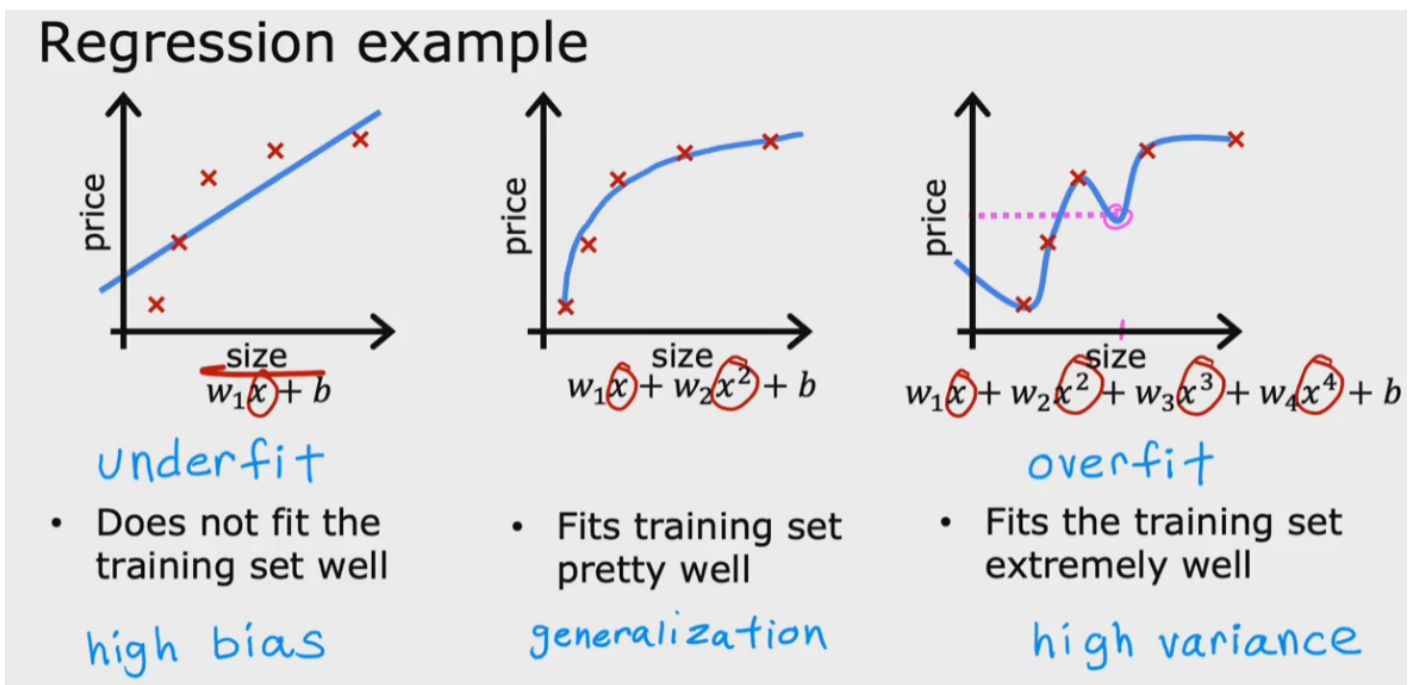 Regression example
price
size
w₁x + b
underfit
• Does not fit the
training set well
high bias
price
size
w₁x + w₂x² + b
• Fits training set
pretty well
generalization
price
size
w₁x + w₂x² + w₃x³ + w₄x⁴ + b
overfit
• Fits the training set
extremely well
high variance